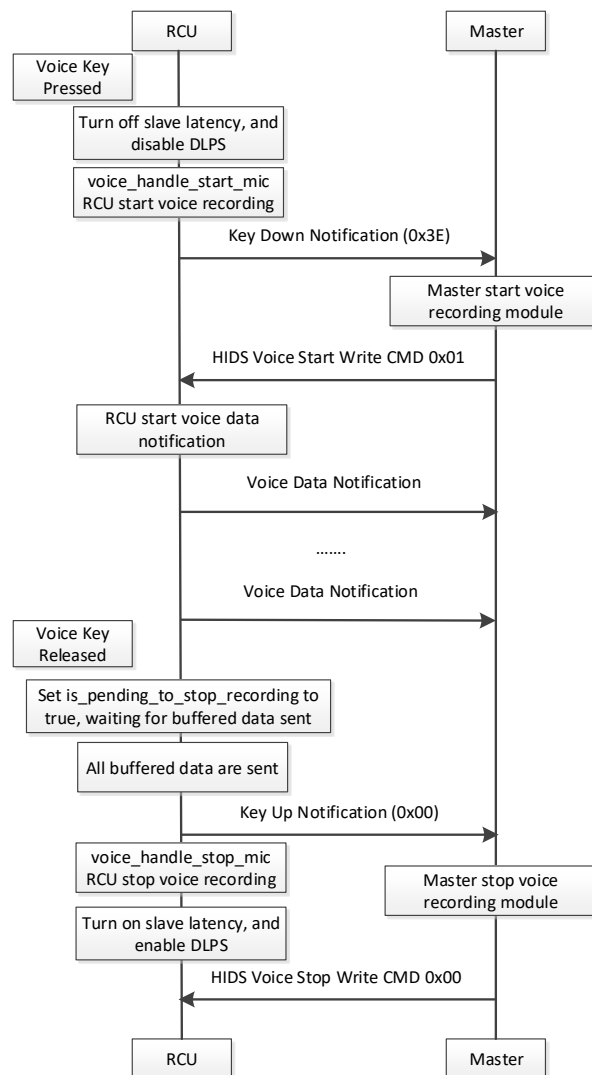 RCU
Master
Voice Key
Pressed
Turn off slave latency, and
disable DLPS
voice_handle_start_mic
RCU start voice recording
Key Down Notification (0x3E)
Master start voice
recording module
HIDS Voice Start Write CMD 0x01
RCU start voice data
notification
Voice Data Notification
…....
Voice Data Notification
Voice Key
Released
Set is_pending_to_stop_recording to
true, waiting for buffered data sent
All buffered data are sent
Key Up Notification (0x00)
voice_handle_stop_mic
RCU stop voice recording
Master stop voice
recording module
Turn on slave latency, and
enable DLPS
HIDS Voice Stop Write CMD 0x00
RCU
Master